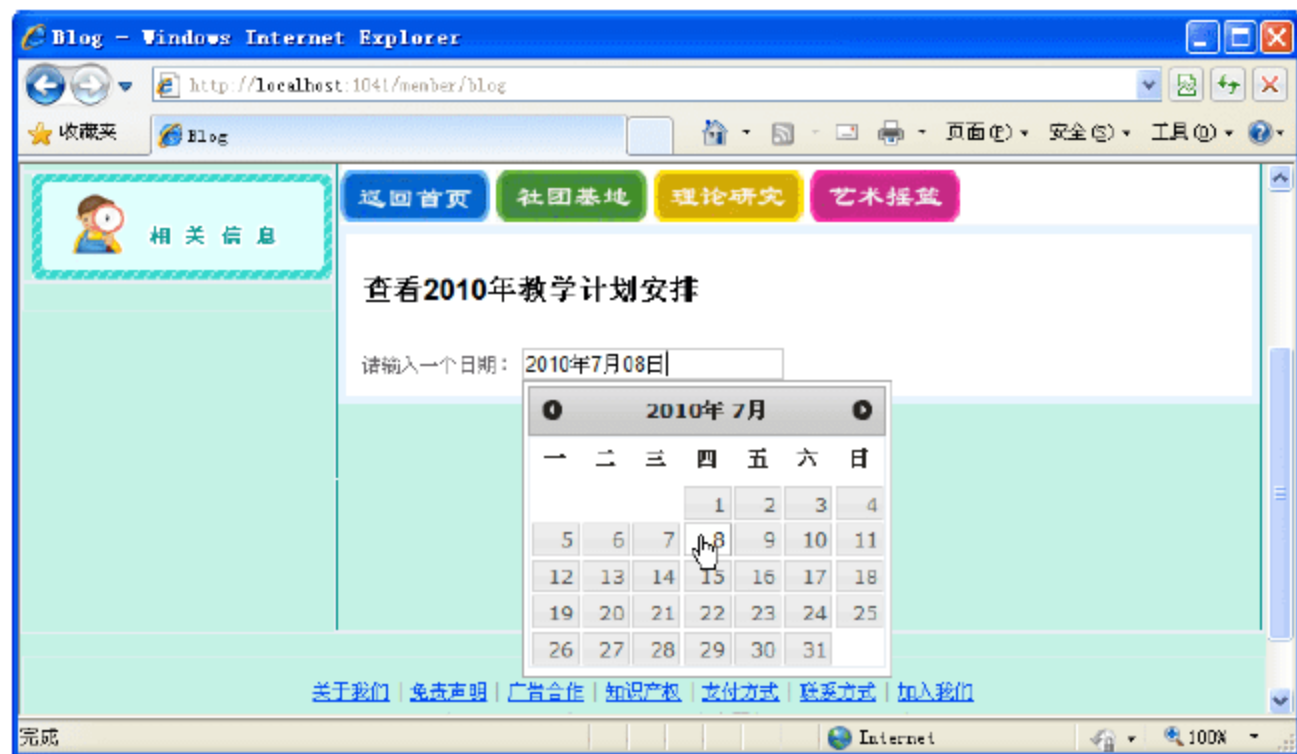 Blog - Windows Internet Explorer
http://localhost:1041/menber/blog
收藏夹 Blog 页面(P) 安全(S) 工具(O)
返回首页 社团基地 理论研究 艺术摇篮
相关信息
查看2010年教学计划安排
请输入一个日期： 2010年7月08日
2010年 7月
一 二 三 四 五 六 日
1 2 3 4
5 6 7 8 9 10 11
12 13 14 15 16 17 18
19 20 21 22 23 24 25
26 27 28 29 30 31
关于我们 | 免责声明 | 广告合作 | 知识产权 | 支付方式 | 联系方式 | 加入我们
完成 Internet 100%